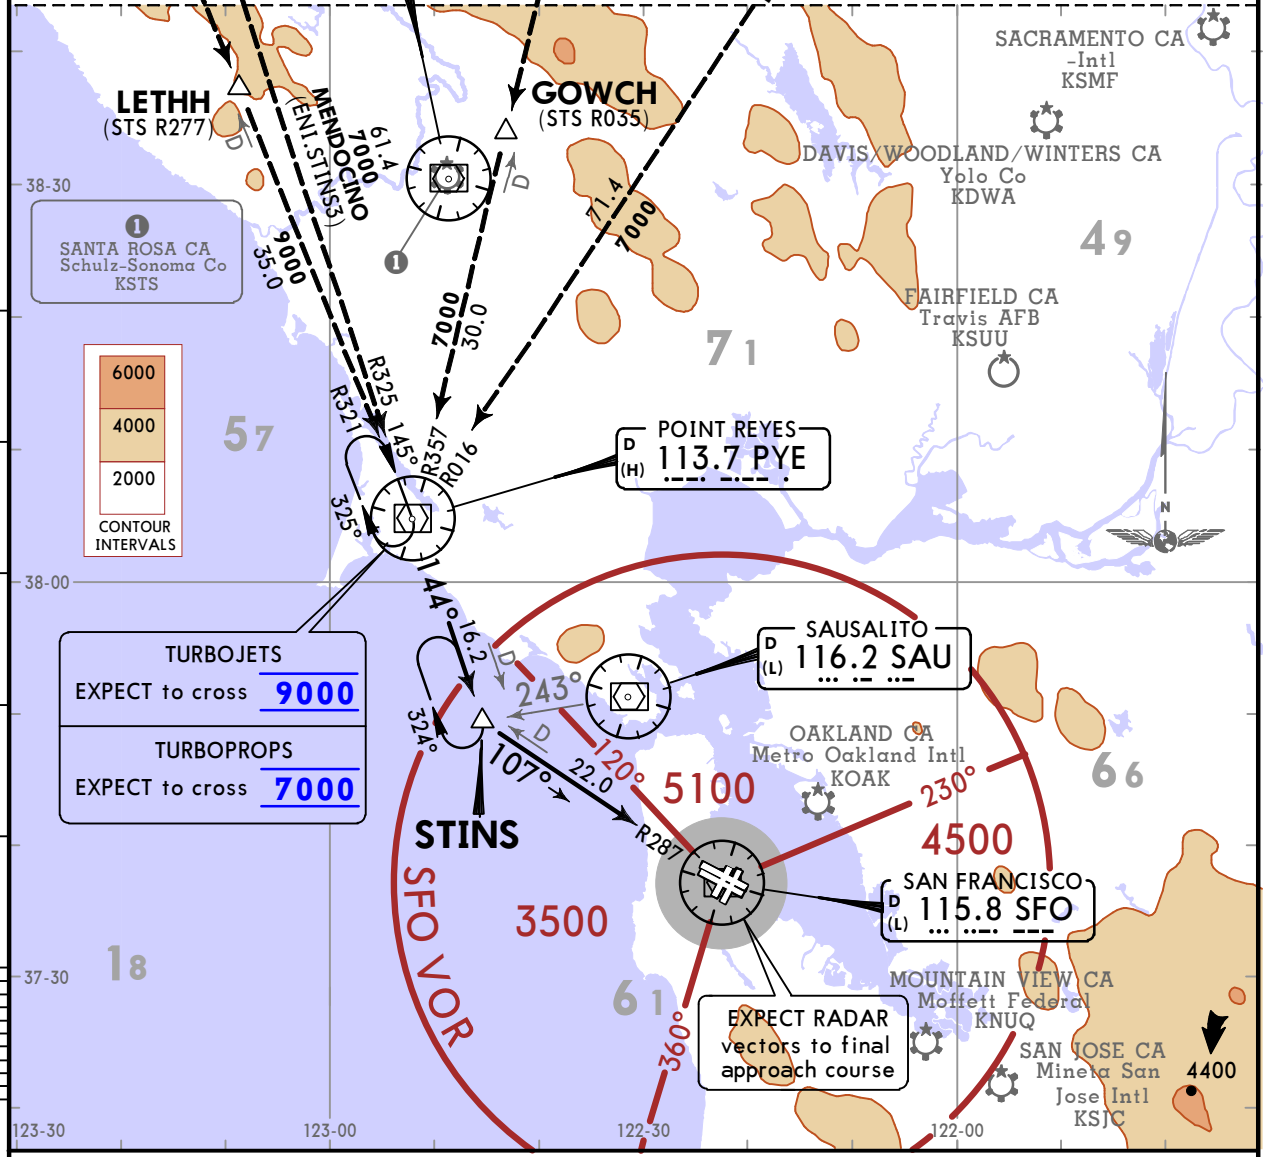 SACRAMENTO CA
-Intl
KSMF
LETHH
(STS R277)
D
MENDOCINO
(ENI.STINS3)
7000
61.4
GOWCH
(STS R035)
D
DAVIS/WOODLAND/WINTERS CA
Yolo Co
KDWA
38-30
1
SANTA ROSA CA
Schulz-Sonoma Co
KSTS
9000
35.0
1
71.4
7000
49
7000
30.0
FAIRFIELD CA
Travis AFB
KSUU
71
6000
4000
2000
CONTOUR
INTERVALS
57
R321
R325
145°
R357
R016
325°
POINT REYES
D
(H)
113.7 PYE
N
38-00
144°
16.2
D
TURBOJETS
EXPECT to cross 9000
TURBOPROPS
EXPECT to cross 7000
324°
243°
D
SAUSALITO
D
(L)
116.2 SAU
107°
22.0
R287
STINS
120°
5100
OAKLAND CA
Metro Oakland Intl
KOAK
230°
66
4500
SFO VOR
3500
SAN FRANCISCO
D
(L)
115.8 SFO
18
37-30
61
360°
EXPECT RADAR
vectors to final
approach course
MOUNTAIN VIEW CA
Moffett Federal
KNUQ
SAN JOSE CA
Mineta San
Jose Intl
KSJC
4400
123-30
123-00
122-30
122-00